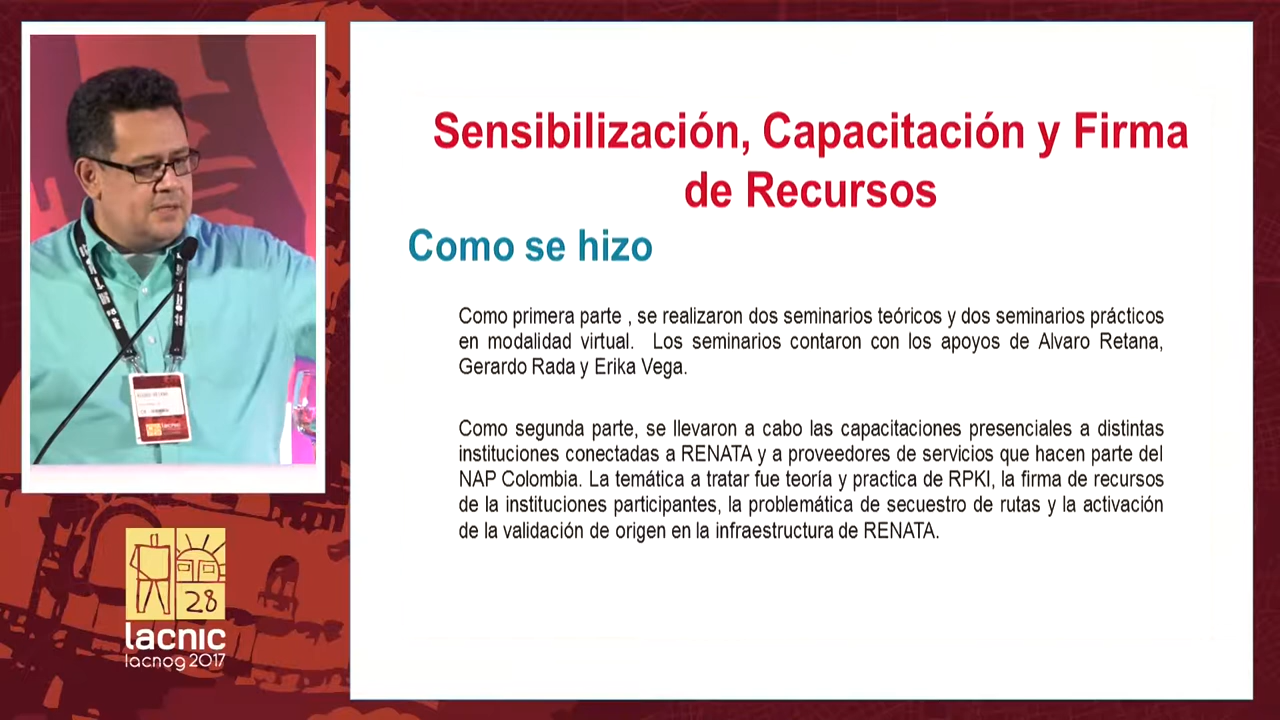 Sensibilización, Capacitación y Firma
de Recursos
Como se hizo
Como primera parte , se realizaron dos seminarios teóricos y dos seminarios prácticos
en modalidad virtual. Los seminarios contaron con los apoyos de Alvaro Retana,
Gerardo Rada y Erika Vega.
Como segunda parte, se llevaron a cabo las capacitaciones presenciales a distintas
instituciones conectadas a RENATA y a proveedores de servicios que hacen parte del
NAP Colombia. La temática a tratar fue teoría y practica de RPKI, la firma de recursos
de la instituciones participantes, la problemática de secuestro de rutas y la activación
de la validación de origen en la infraestructura de RENATA.
28
lacnic
lacnog 2017
lacnic